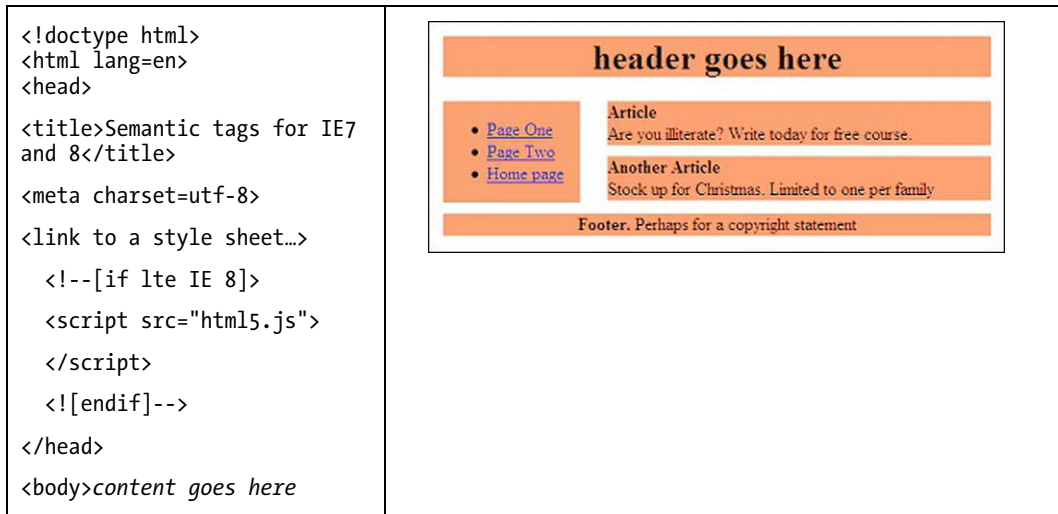 <!doctype html>
<html lang=en>
<head>
<title>Semantic tags for IE7
and 8</title>
<meta charset=utf-8>
<link to a style sheet…>
<!--[if lte IE 8]>
<script src="html5.js">
</script>
<![endif]-->
</head>
<body>content goes here
header goes here
Page One
Page Two
Home page
Article
Are you illiterate? Write today for free course.
Another Article
Stock up for Christmas. Limited to one per family
Footer. Perhaps for a copyright statement